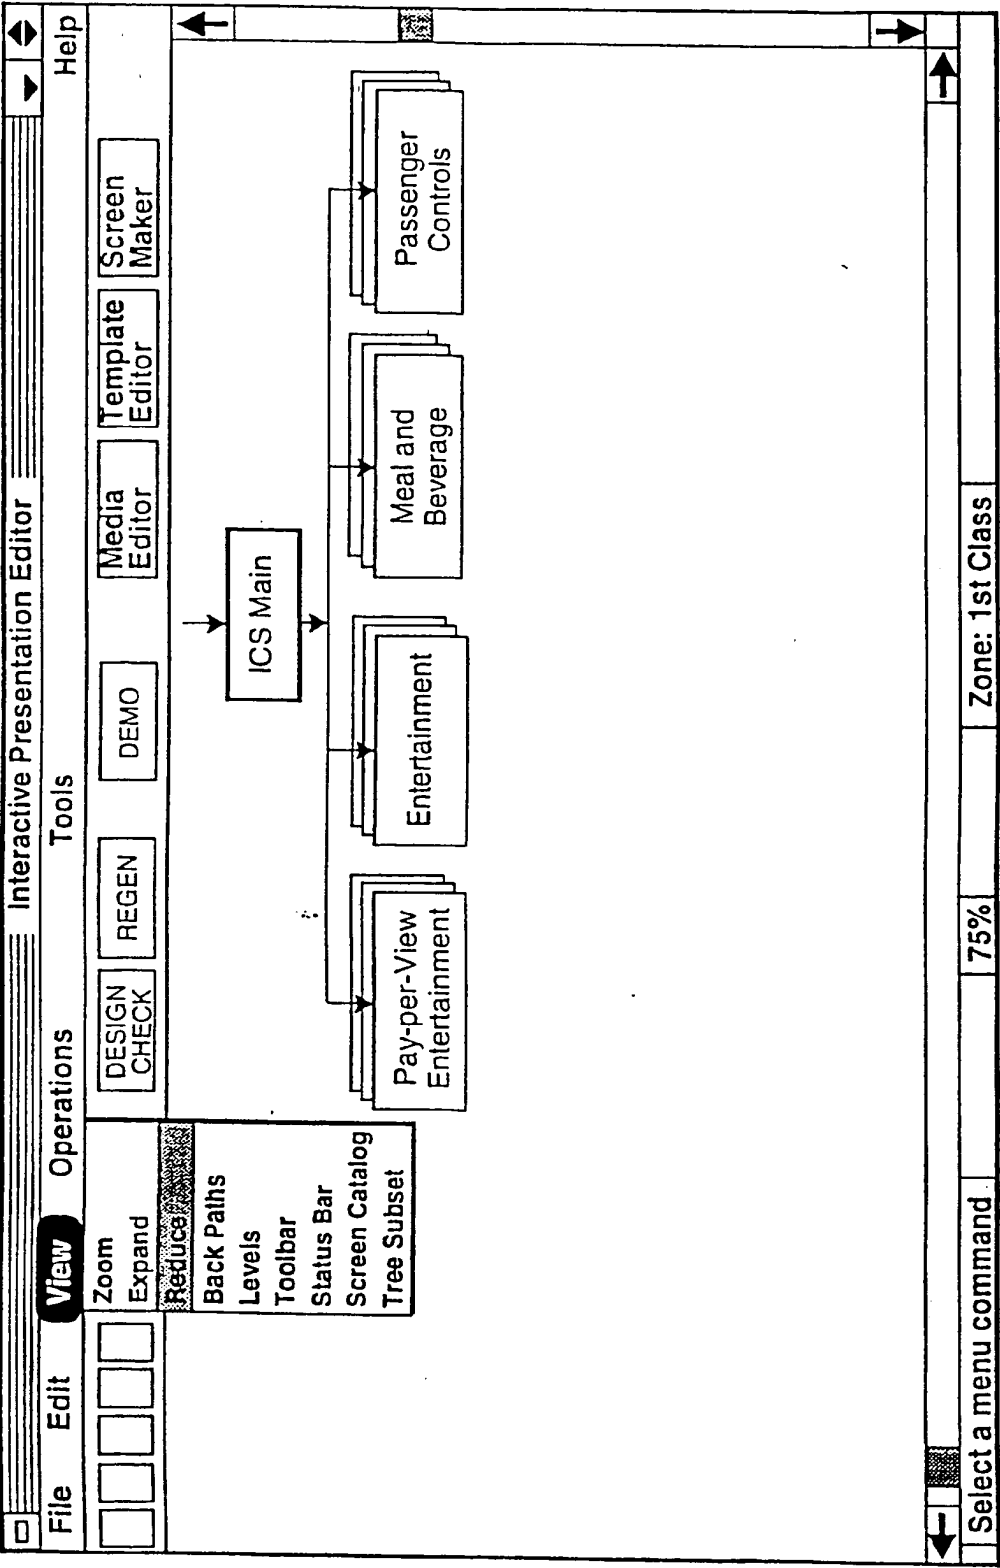 Interactive Presentation Editor
File Edit View Operations Tools Help
DESIGN
CHECK
REGEN
DEMO
Media
Editor
Template
Editor
Screen
Maker
Zoom
Expand
Reduce
Back Paths
Levels
Toolbar
Status Bar
Screen Catalog
Tree Subset
ICS Main
Pay-per-View
Entertainment
Entertainment
Meal and
Beverage
Passenger
Controls
Select a menu command 75% Zone: 1st Class